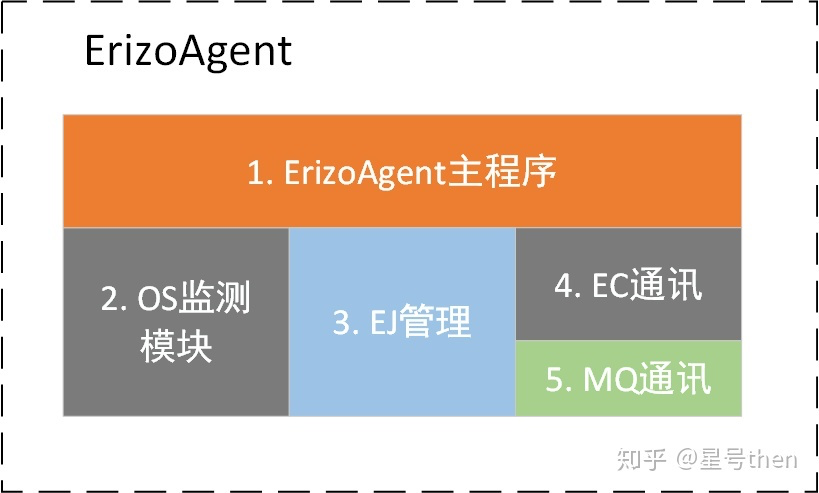 ErizoAgent
1. ErizoAgent主程序
2. OS监测
模块
3. EJ管理
4. EC通讯
5. MQ通讯
知乎 @星号then